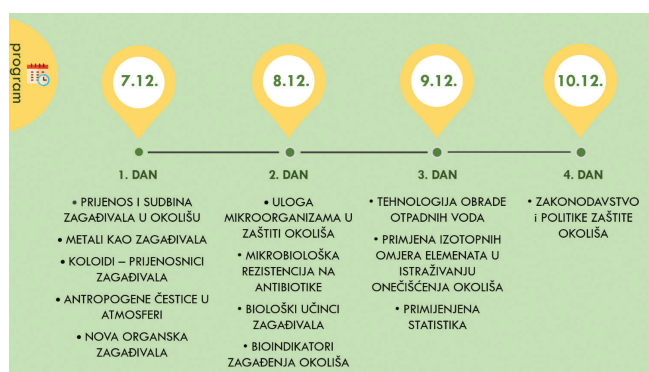 program
7.12.
8.12.
9.12.
10.12.
1. DAN
• PRIJENOS I SUDBINA
ZAGAĐIVALA U OKOLIŠU
• METALI KAO ZAGAĐIVALA
• KOLOIDI – PRIJENOSNICI
ZAGAĐIVALA
• ANTROPOGENE ČESTICE U
ATMOSFERI
• NOVA ORGANSKA
ZAGAĐIVALA
2. DAN
• ULOGA
MIKROORGANIZAMA U
ZAŠTITI OKOLIŠA
• MIKROBIOLOŠKA
REZISTENCIJA NA
ANTIBIOTIKE
• BIOLOŠKI UČINCI
ZAGAĐIVALA
• BIOINDIKATORI
ZAGAĐENJA OKOLIŠA
3. DAN
• TEHNOLOGIJA OBRADE
OTPADNIH VODA
• PRIMJENA IZOTOPNIH
OMJERA ELEMENATA U
ISTRAŽIVANJU
ONEČIŠĆENJA OKOLIŠA
• PRIMIJENJENA
STATISTIKA
4. DAN
• ZAKONODAVSTVO
i POLITIKE ZAŠTITE
OKOLIŠA